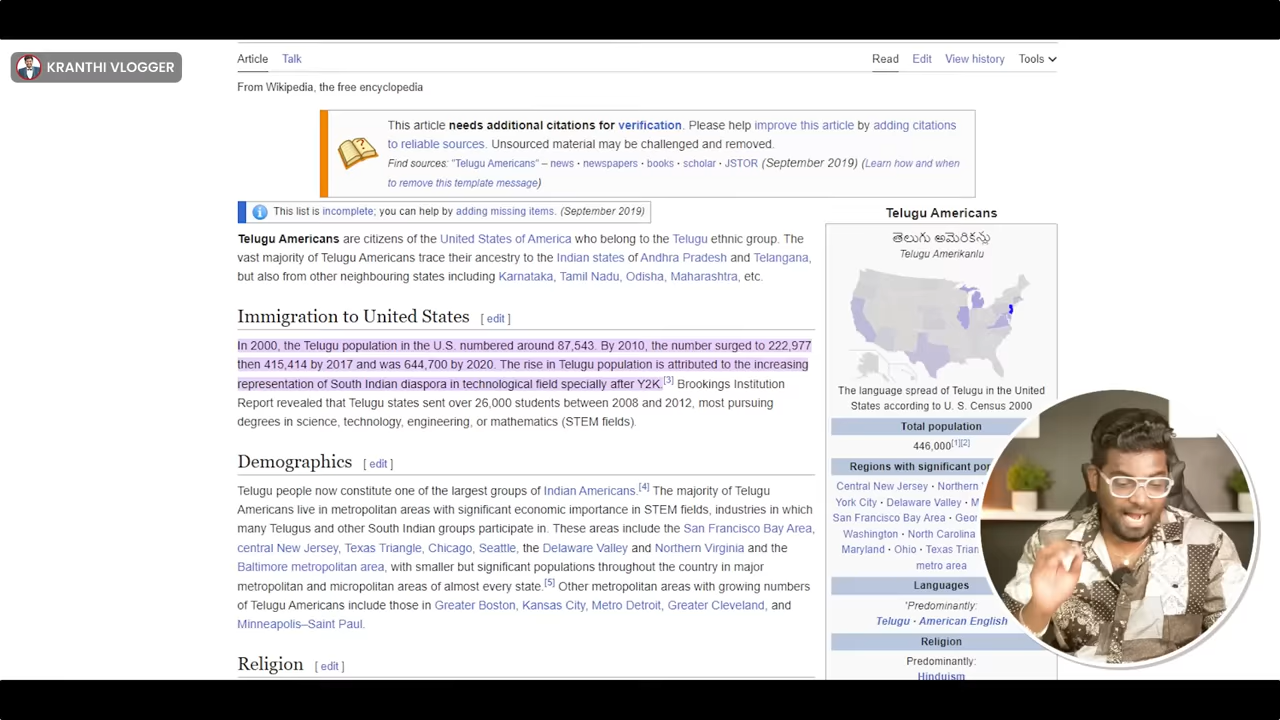 KRANTHI VLOGGER
Article Talk
Read Edit View history Tools
From Wikipedia, the free encyclopedia
This article needs additional citations for verification. Please help improve this article by adding citations
to reliable sources. Unsourced material may be challenged and removed.
Find sources: "Telugu Americans" – news · newspapers · books · scholar · JSTOR (September 2019) (Learn how and when
to remove this template message)
This list is incomplete; you can help by adding missing items. (September 2019)
Telugu Americans are citizens of the United States of America who belong to the Telugu ethnic group. The
vast majority of Telugu Americans trace their ancestry to the Indian states of Andhra Pradesh and Telangana,
but also from other neighbouring states including Karnataka, Tamil Nadu, Odisha, Maharashtra, etc.
Immigration to United States [ edit ]
In 2000, the Telugu population in the U.S. numbered around 87,543. By 2010, the number surged to 222,977
then 415,414 by 2017 and was 644,700 by 2020. The rise in Telugu population is attributed to the increasing
representation of South Indian diaspora in technological field specially after Y2K.[3] Brookings Institution
Report revealed that Telugu states sent over 26,000 students between 2008 and 2012, most pursuing
degrees in science, technology, engineering, or mathematics (STEM fields).
Demographics [ edit ]
Telugu people now constitute one of the largest groups of Indian Americans.[4] The majority of Telugu
Americans live in metropolitan areas with significant economic importance in STEM fields, industries in which
many Telugus and other South Indian groups participate in. These areas include the San Francisco Bay Area,
central New Jersey, Texas Triangle, Chicago, Seattle, the Delaware Valley and Northern Virginia and the
Baltimore metropolitan area, with smaller but significant populations throughout the country in major
metropolitan and micropolitan areas of almost every state.[5] Other metropolitan areas with growing numbers
of Telugu Americans include those in Greater Boston, Kansas City, Metro Detroit, Greater Cleveland, and
Minneapolis–Saint Paul.
Religion [ edit ]
Telugu Americans
తెలుగు అమెరికన్లు
Telugu Amerikanlu
The language spread of Telugu in the United
States according to U. S. Census 2000
Total population
446,000[1][2]
Regions with significant
Central New Jersey · Northern
York City · Delaware Valley ·
San Francisco Bay Area ·
Washington · North Carolina
Maryland · Ohio · Texas
metro area
Languages
Predominantly:
Telugu · American English
Religion
Predominantly:
Hinduism